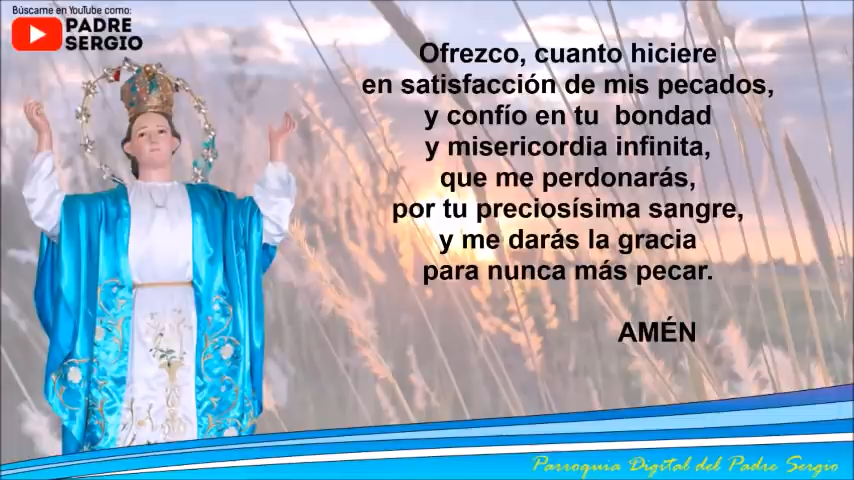 Búscame en YouTube como:
PADRE
SERGIO
Ofrezco, cuanto hiciere
en satisfacción de mis pecados,
y confío en tu bondad
y misericordia infinita,
que me perdonarás,
por tu preciosísima sangre,
y me darás la gracia
para nunca más pecar.
AMÉN
Parroquia Digital del Padre Sergio